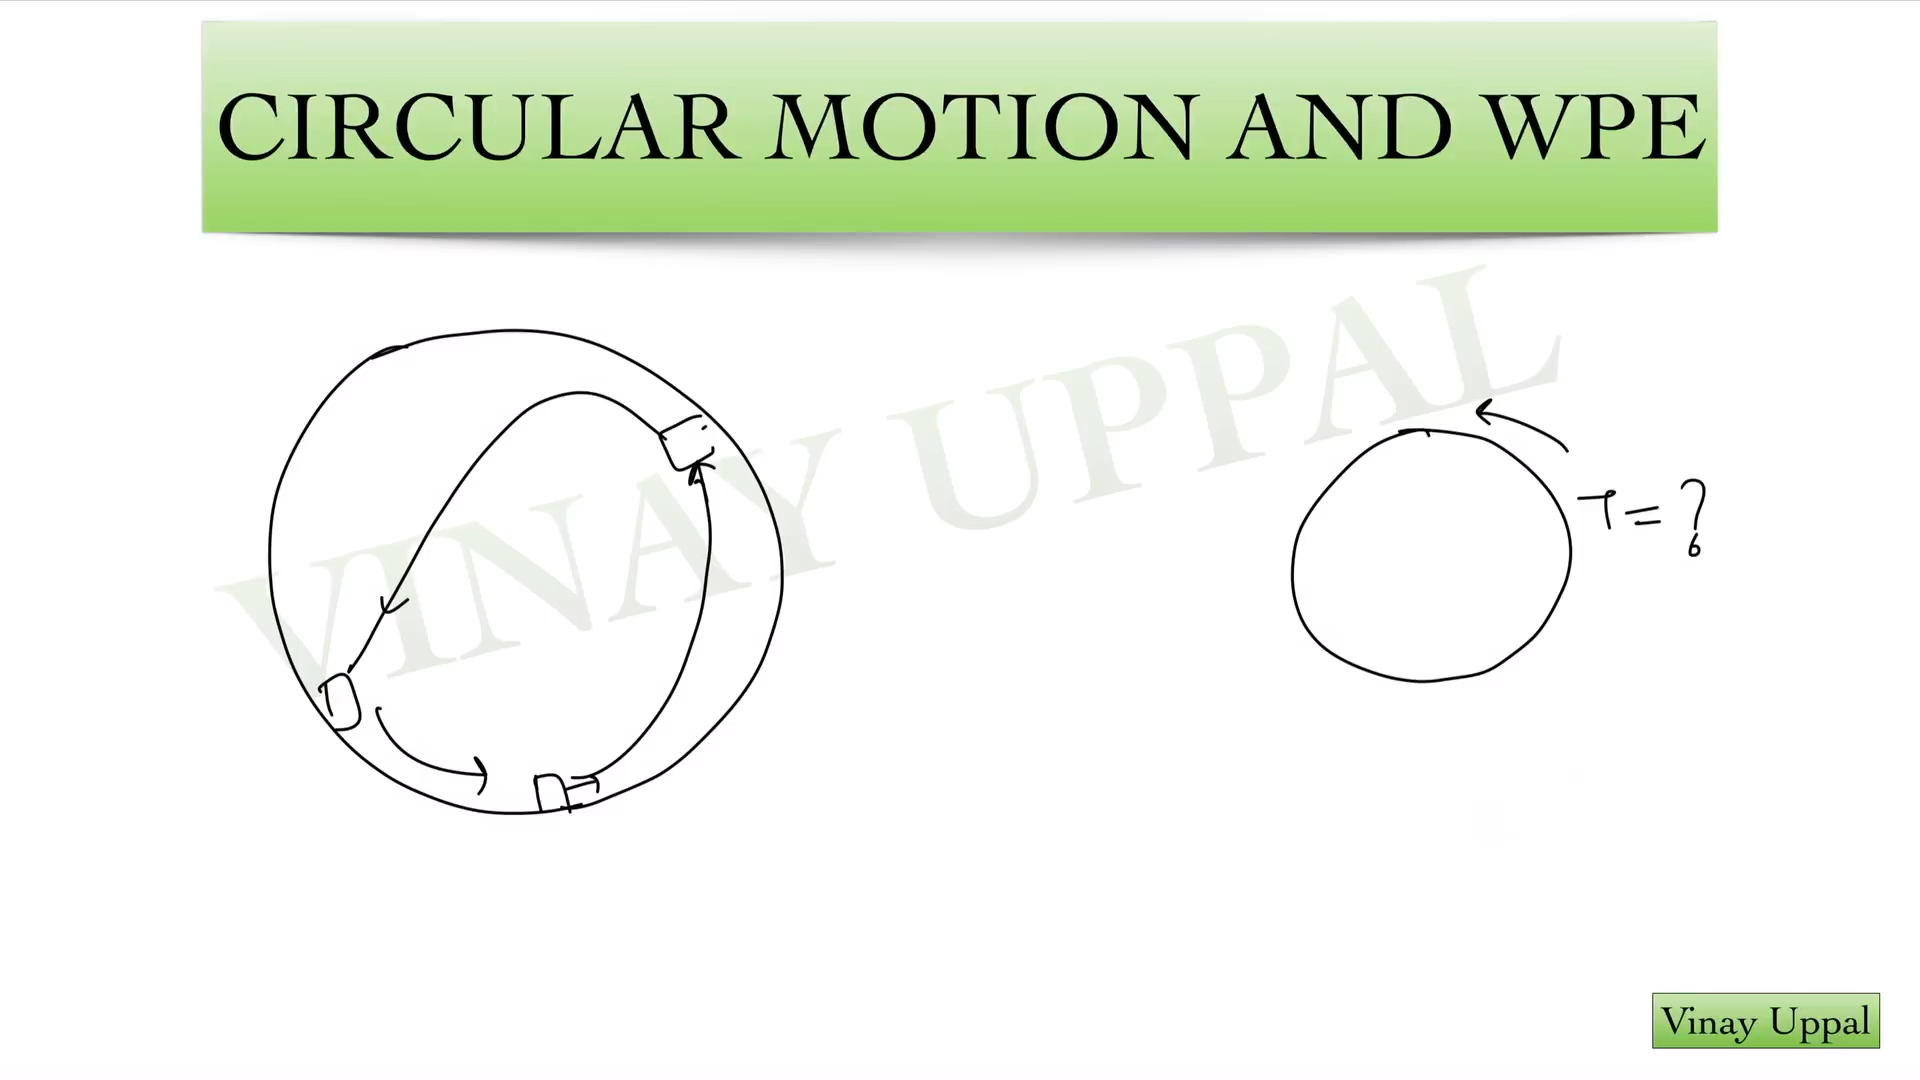 CIRCULAR MOTION AND WPE
VINAY UPPAL
T = ?
Vinay Uppal